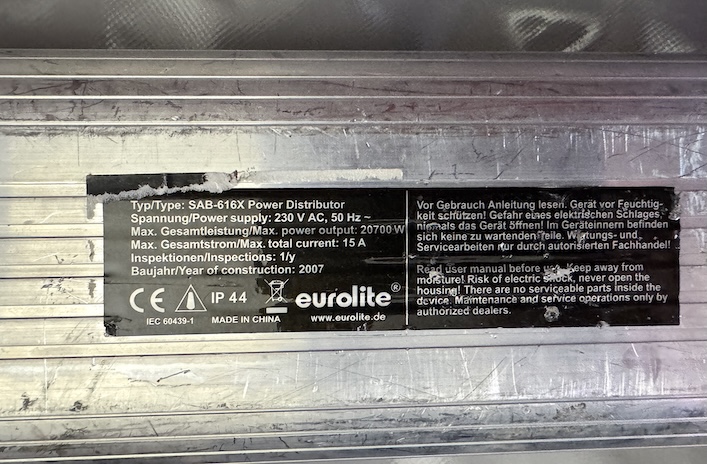 Typ/Type: SAB-616X Power Distributor
Spannung/Power supply: 230 V AC, 50 Hz ~
Max. Gesamtleistung/Max. power output: 20700 W
Max. Gesamtstrom/Max. total current: 15 A
Inspektionen/Inspections: 1/y
Baujahr/Year of construction: 2007
CE IP 44 eurolite®
IEC 60439-1 MADE IN CHINA www.eurolite.de
Vor Gebrauch Anleitung lesen. Gerät vor Feuchtig-
keit schützen! Gefahr eines elektrischen Schlages,
niemals das Gerät öffnen! Im Geräteinnern befinden
sich keine zu wartenden Teile. Wartungs- und
Servicearbeiten nur durch autorisierten Fachhandel!
Read user manual before use. Keep away from
moisture! Risk of electric shock, never open the
housing! There are no serviceable parts inside the
device. Maintenance and service operations only by
authorized dealers.